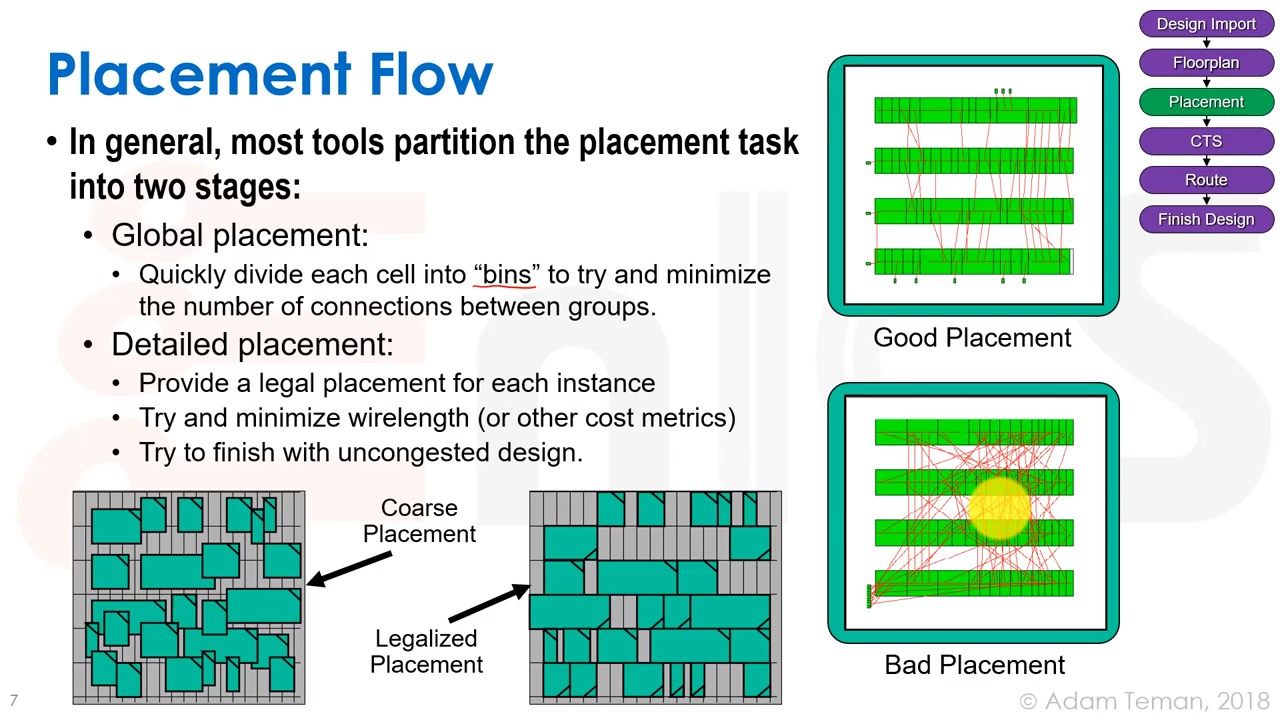 Placement Flow
• In general, most tools partition the placement task
into two stages:
• Global placement:
• Quickly divide each cell into “bins” to try and minimize
the number of connections between groups.
• Detailed placement:
• Provide a legal placement for each instance
• Try and minimize wirelength (or other cost metrics)
• Try to finish with uncongested design.
Coarse
Placement
Legalized
Placement
Good Placement
Bad Placement
Design Import
Floorplan
Placement
CTS
Route
Finish Design
7
© Adam Teman, 2018